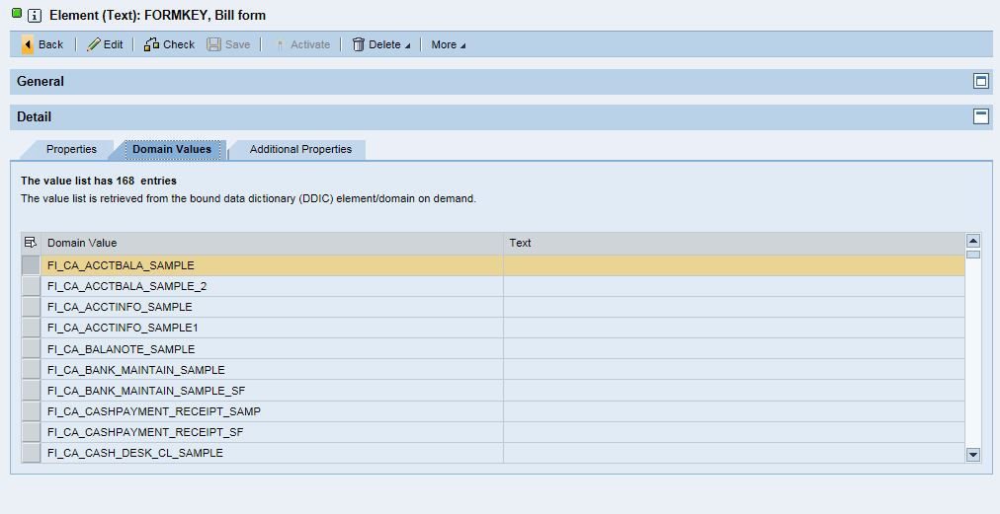 Element (Text): FORMKEY, Bill form
Back Edit Check Save Activate Delete More
General
Detail
Properties Domain Values Additional Properties
The value list has 168 entries
The value list is retrieved from the bound data dictionary (DDIC) element/domain on demand.
Domain Value Text
FI_CA_ACCTBALA_SAMPLE
FI_CA_ACCTBALA_SAMPLE_2
FI_CA_ACCTINFO_SAMPLE
FI_CA_ACCTINFO_SAMPLE1
FI_CA_BALANOTE_SAMPLE
FI_CA_BANK_MAINTAIN_SAMPLE
FI_CA_BANK_MAINTAIN_SAMPLE_SF
FI_CA_CASHPAYMENT_RECEIPT_SAMP
FI_CA_CASHPAYMENT_RECEIPT_SF
FI_CA_CASH_DESK_CL_SAMPLE